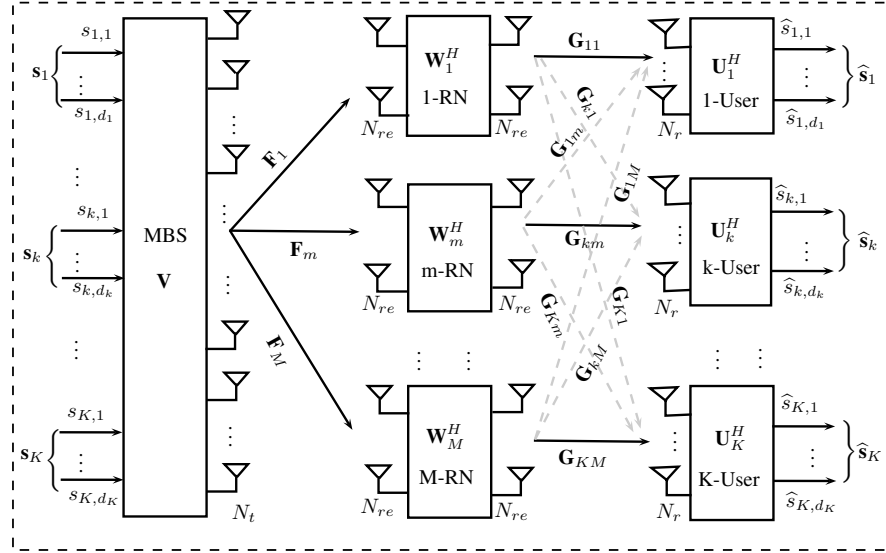 s_{1,1}
s_1
⋮
s_{1,d_1}
⋮
s_{k,1}
s_k
⋮
s_{k,d_k}
⋮
s_{K,1}
s_K
⋮
s_{K,d_K}
MBS
V
⋮
⋮
⋮
⋮
N_t
F_1
F_m
F_M
W_1^H
1-RN
N_{re}
N_{re}
W_m^H
m-RN
N_{re}
N_{re}
⋮ ⋮
W_M^H
M-RN
N_{re}
N_{re}
G_{11}
G_{k1}
G_{1m}
G_{1M}
G_{km}
G_{Km}
G_{K1}
G_{kM}
G_{KM}
⋮
U_1^H
1-User
N_r
ŝ_{1,1}
⋮
ŝ_{1,d_1}
ŝ_1
⋮
U_k^H
k-User
N_r
ŝ_{k,1}
⋮
ŝ_{k,d_k}
ŝ_k
⋮ ⋮
⋮
U_K^H
K-User
N_r
ŝ_{K,1}
⋮
ŝ_{K,d_K}
ŝ_K